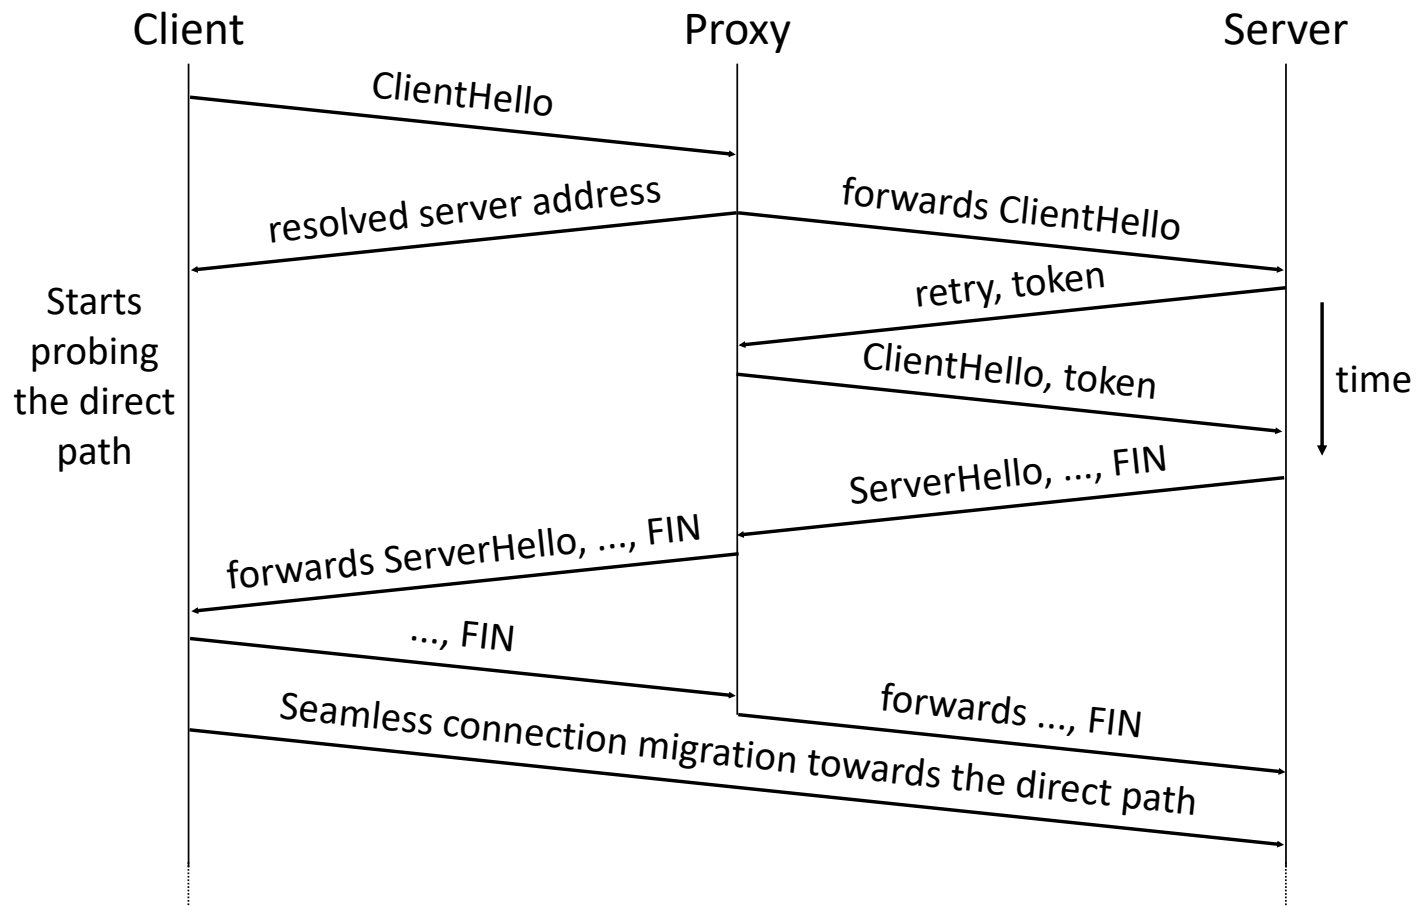 Client
Proxy
Server
ClientHello
resolved server address
forwards ClientHello
retry, token
Starts
probing
the direct
path
ClientHello, token
time
ServerHello, ..., FIN
forwards ServerHello, ..., FIN
..., FIN
forwards ..., FIN
Seamless connection migration towards the direct path